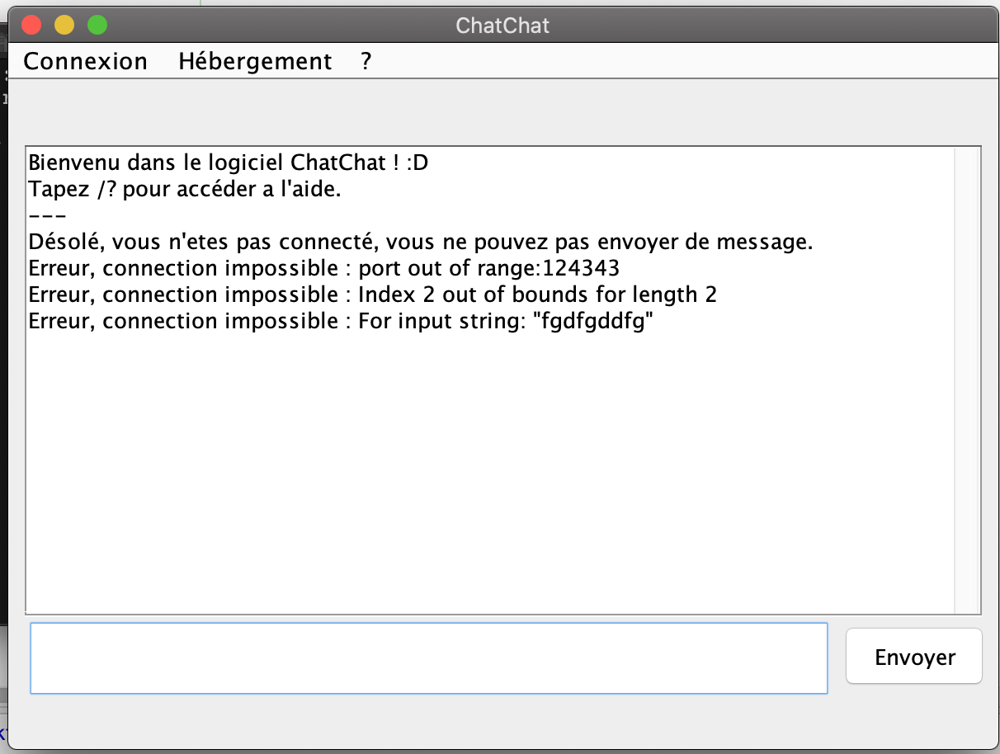 ChatChat
Connexion Hébergement ?
Bienvenu dans le logiciel ChatChat ! :D
Tapez /? pour accéder a l'aide.
---
Désolé, vous n'etes pas connecté, vous ne pouvez pas envoyer de message.
Erreur, connection impossible : port out of range:124343
Erreur, connection impossible : Index 2 out of bounds for length 2
Erreur, connection impossible : For input string: "fgdfgddfg"
Envoyer